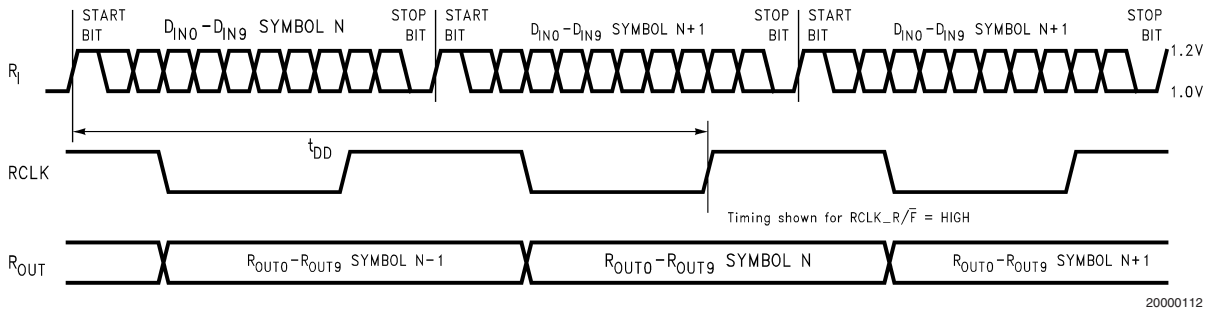 START BIT D_IN0–D_IN9 SYMBOL N STOP BIT START BIT D_IN0–D_IN9 SYMBOL N+1 STOP BIT START BIT D_IN0–D_IN9 SYMBOL N+1 STOP BIT
R_I 1.2V
1.0V
t_DD
RCLK
Timing shown for RCLK_R/F̅ = HIGH
R_OUT R_OUT0–R_OUT9 SYMBOL N-1 R_OUT0–R_OUT9 SYMBOL N R_OUT0–R_OUT9 SYMBOL N+1
20000112